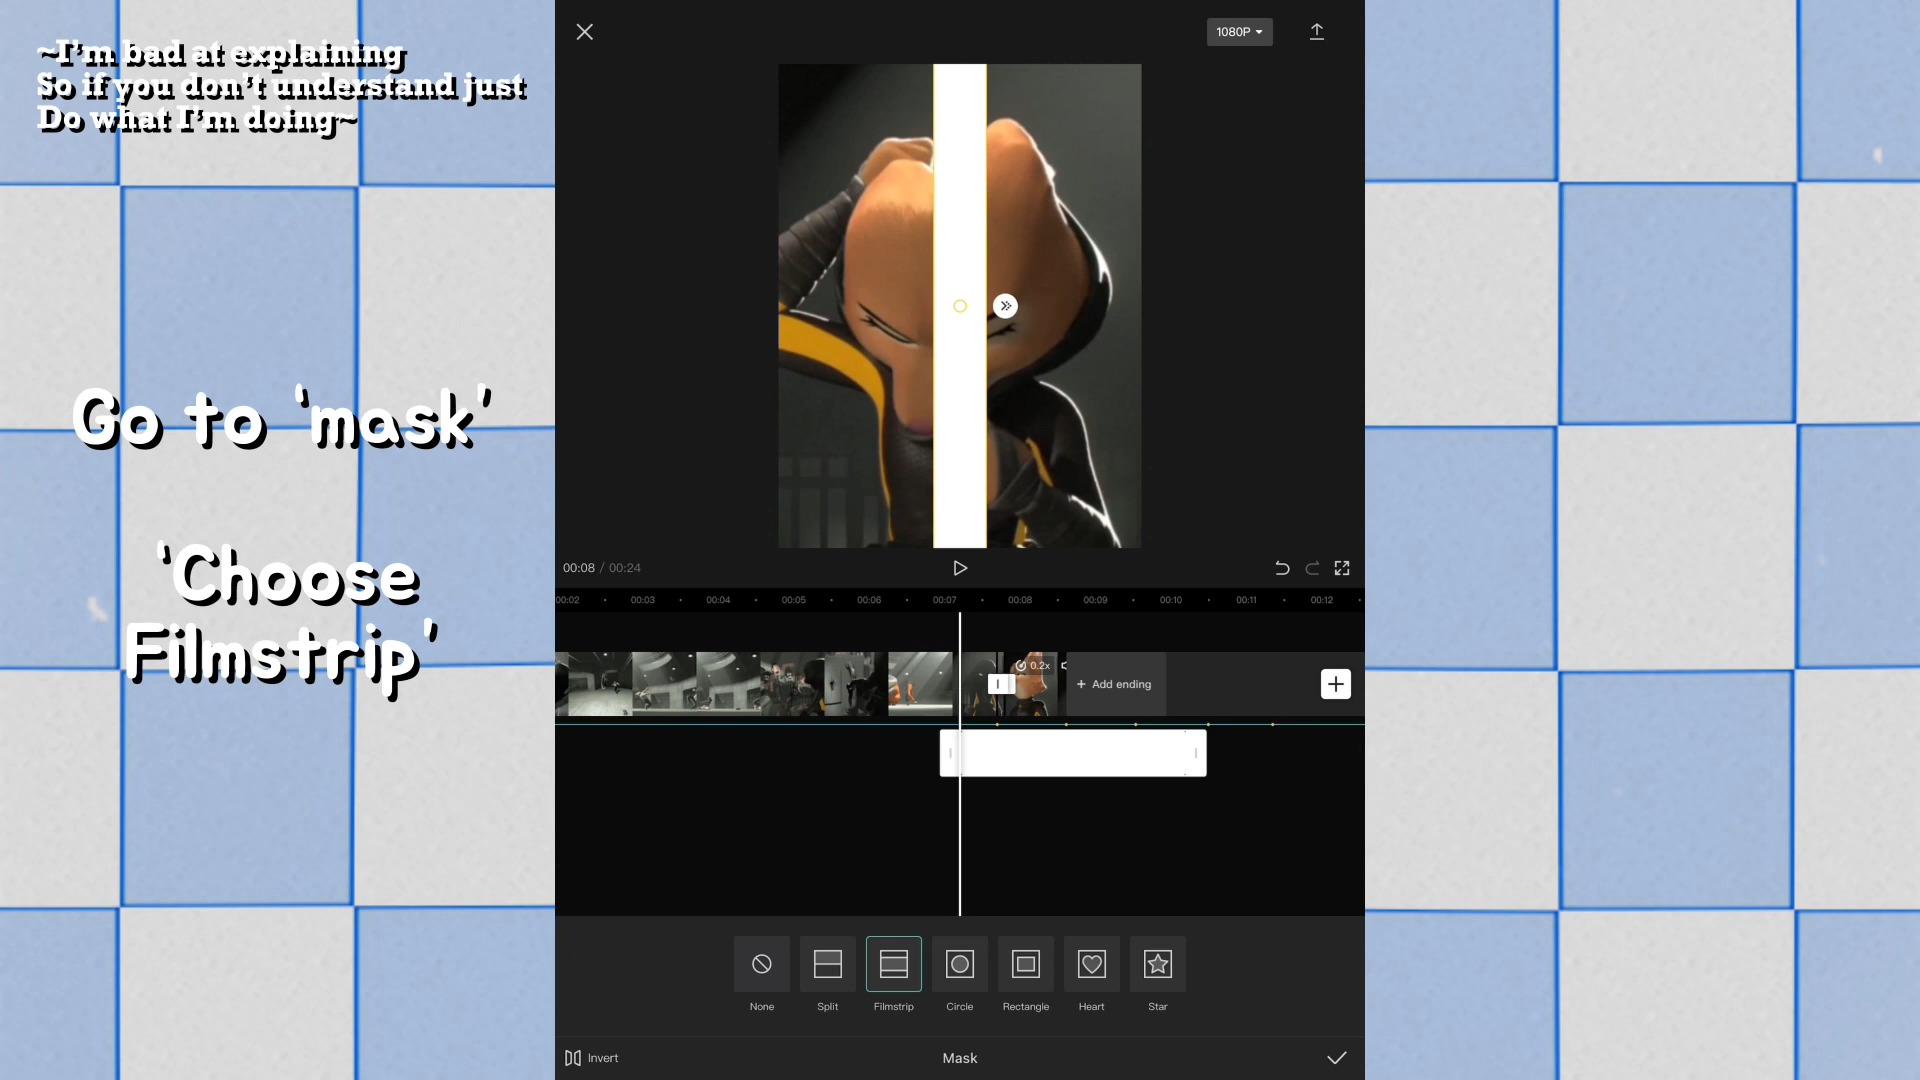 ~I'm bad at explaining
So if you don't understand just
Do what I'm doing~
Go to 'mask'
'Choose
Filmstrip'
1080P
00:08 / 00:24
00:02 00:03 00:04 00:05 00:06 00:07 00:08 00:09 00:10 00:11 00:12
0.2x
+ Add ending
None Split Filmstrip Circle Rectangle Heart Star
Invert Mask